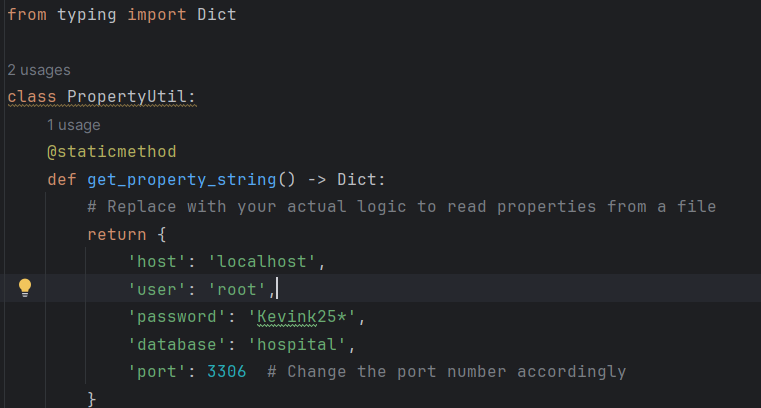 from typing import Dict
2 usages
class PropertyUtil:
1 usage
@staticmethod
def get_property_string() -> Dict:
# Replace with your actual logic to read properties from a file
return {
'host': 'localhost',
'user': 'root',
'password': 'Kevink25*',
'database': 'hospital',
'port': 3306  # Change the port number accordingly
}